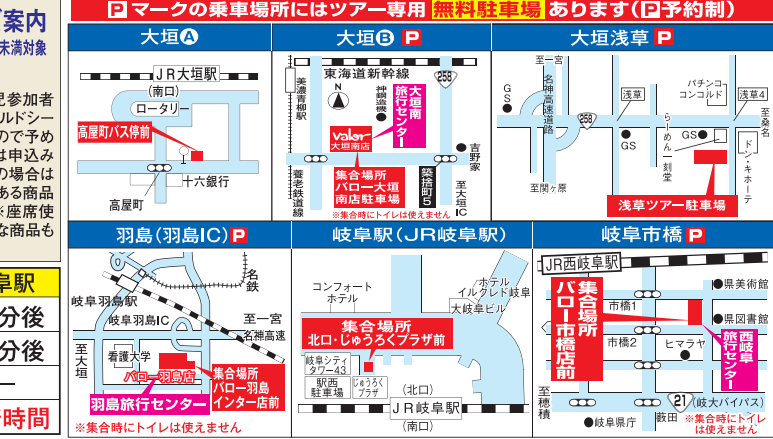 Pマークの乗車場所にはツアー専用 無料駐車場 あります(P予約制)
案内
未満対象
児参加者
ルドシー
ので予め
は申込み
の場合は
ある商品
※座席使
な商品も
阜駅
分後
分後
ー
時間
大垣A
JR大垣駅
(南口)
ロータリー
高屋町バス停前
十六銀行
高屋町
大垣B P
東海道新幹線
258
美濃青柳駅
N
神鋼造機
大垣南
旅行センター
Valor
大垣南店
吉野家
養老鉄道線
集合場所
バロー大垣
南店駐車場
築捨町5
至大垣IC
※集合時にトイレは使えません
大垣浅草 P
至一宮
名神高速道路
GS
258
浅草
パチンコ
コンコルド
浅草4
至桑名
GS
らーめん一刻堂
GS
ドン・キホーテ
至関ヶ原
浅草ツアー駐車場
羽島(羽島IC) P
名鉄
岐阜羽島駅
岐阜羽島IC
至一宮
名神高速
至大垣
看護大学
バロー羽島店
集合場所
バロー羽島
インター店前
羽島旅行センター
※集合時にトイレは使えません
岐阜駅(JR岐阜駅)
コンフォート
ホテル
ホテル
イルクレド岐阜
大岐阜ビル
集合場所
北口・じゅうろくプラザ前
岐阜シティ
タワー43
駅西
駐車場
じゅうろく
プラザ
(北口)
JR岐阜駅
(南口)
岐阜市橋 P
JR西岐阜駅
県美術館
市橋1
県図書館
集合場所
バロー市橋店前
市橋2
ヒマラヤ
西岐阜
旅行センター
至穂積
21
(岐大バイパス)
岐阜県庁
薮田
※集合時にトイレ
は使えません